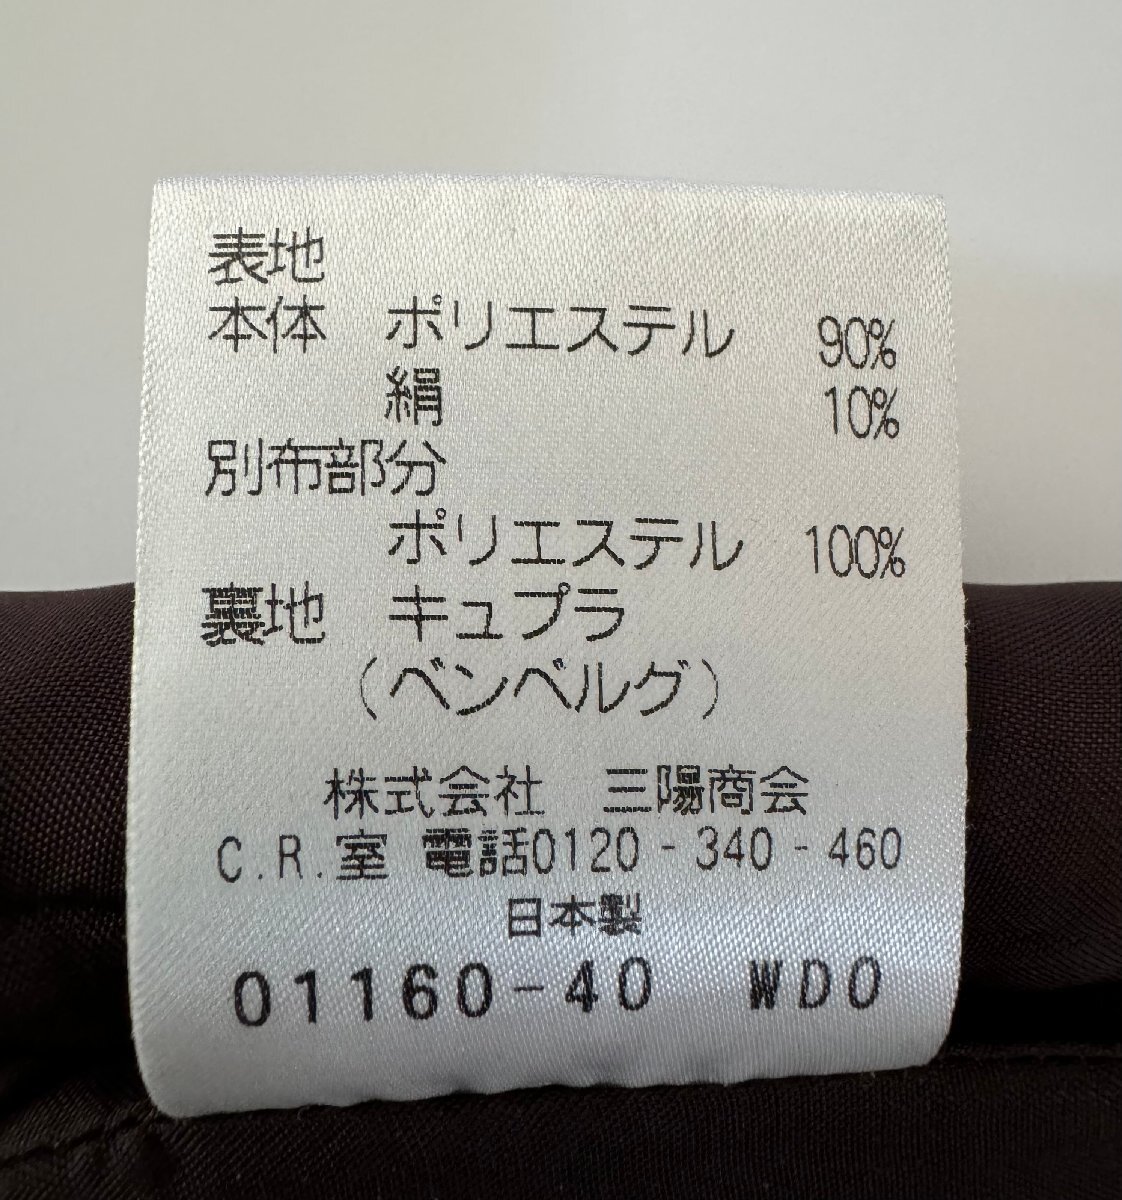 表地
本体 ポリエステル 90%
絹 10%
別布部分
ポリエステル 100%
裏地 キュプラ
(ベンベルグ)
株式会社 三陽商会
C.R.室 電話0120-340-460
日本製
01160-40 WDO